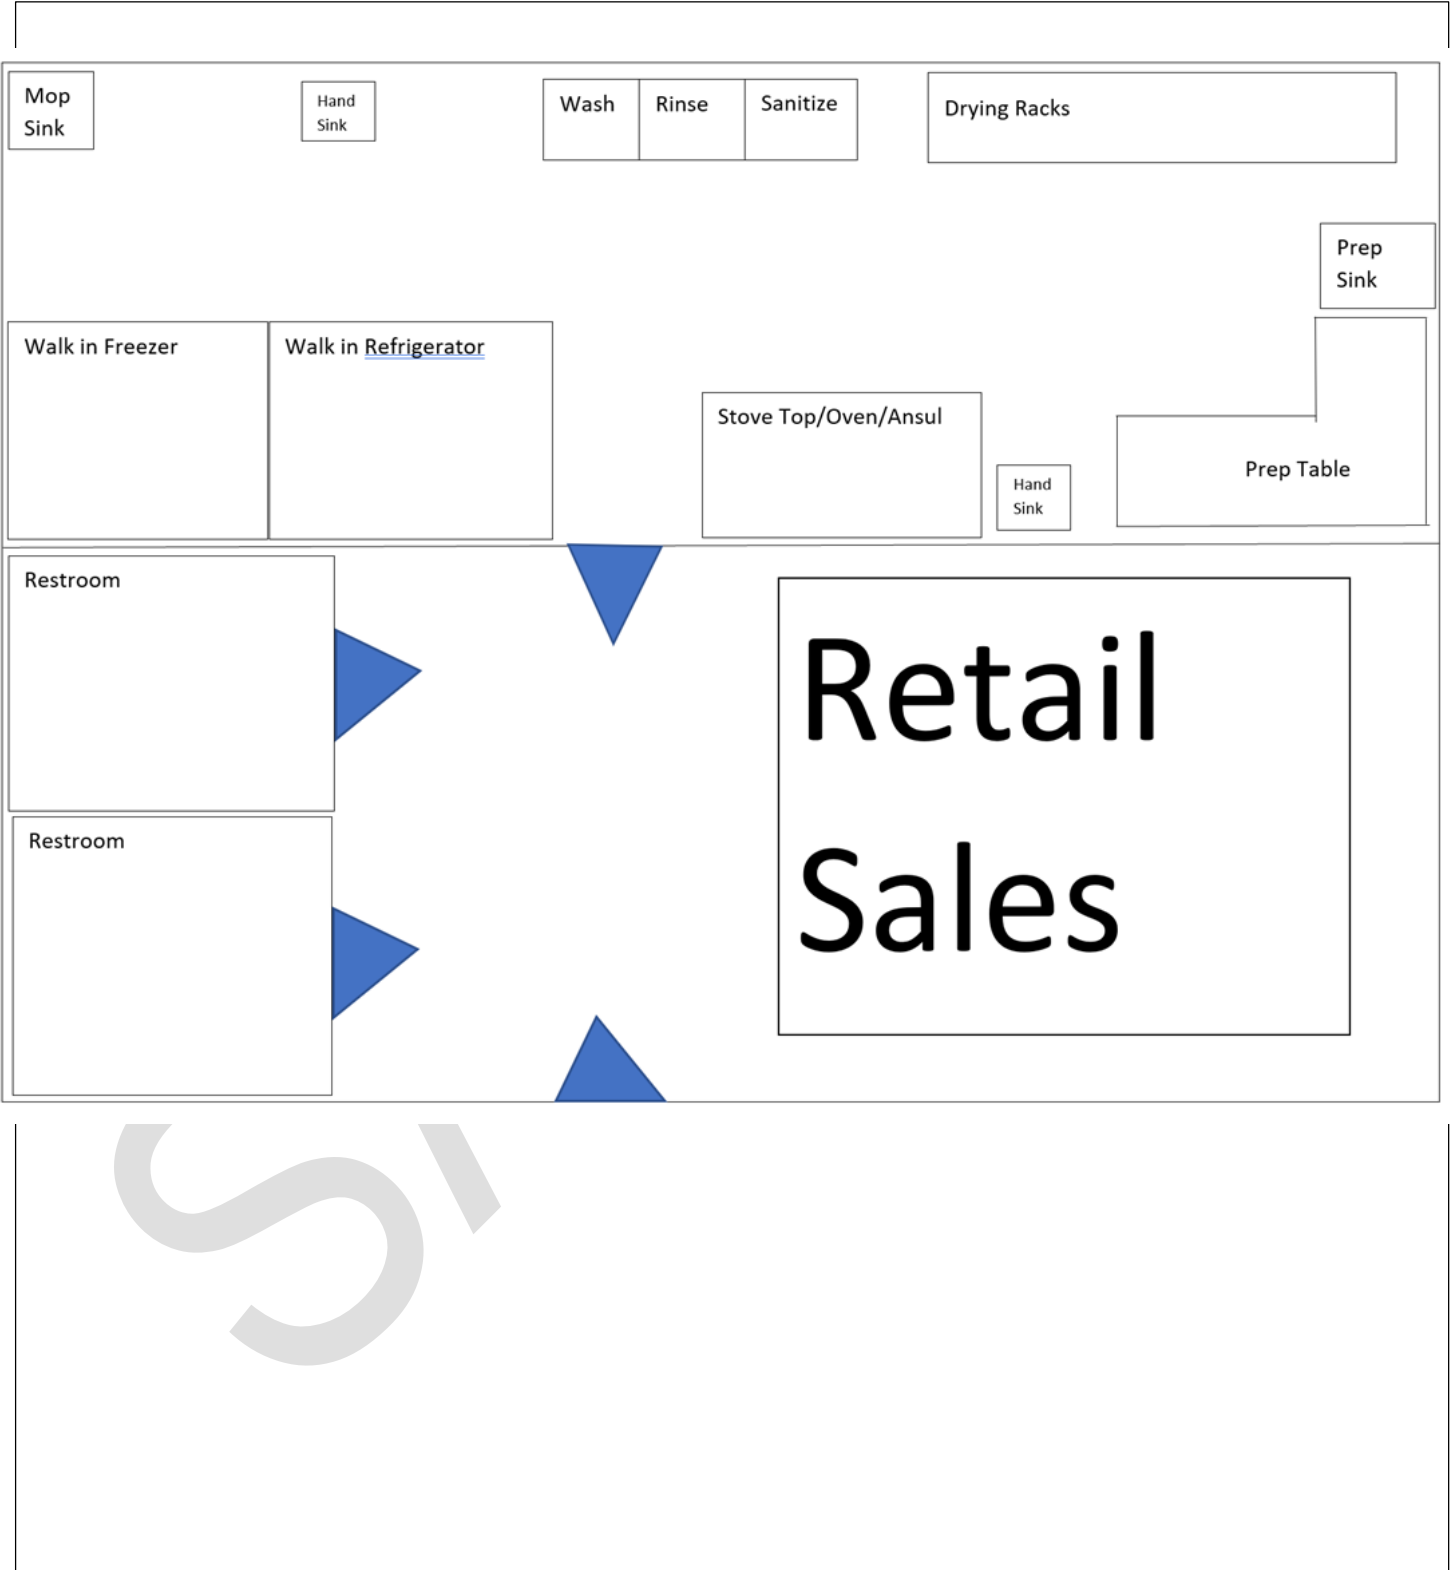 Mop
Sink
Hand
Sink
Wash
Rinse
Sanitize
Drying Racks
Prep
Sink
Walk in Freezer
Walk in Refrigerator
Stove Top/Oven/Ansul
Hand
Sink
Prep Table
Restroom
Retail
Sales
Restroom